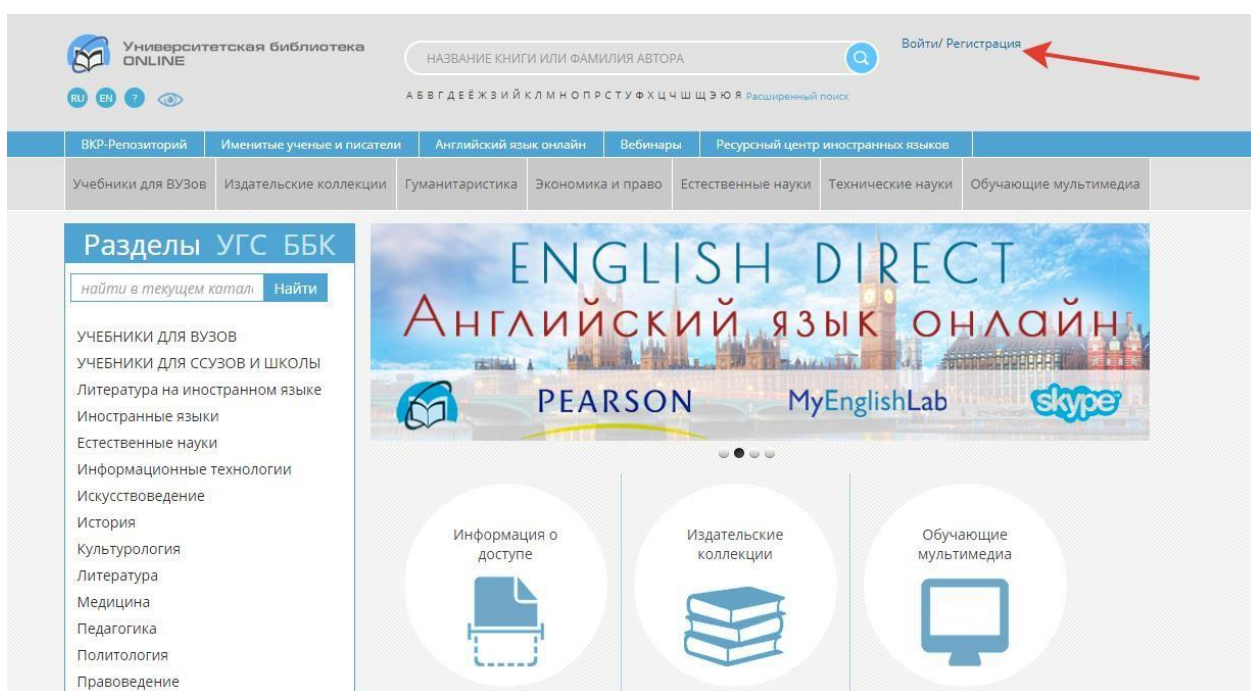 Университетская библиотека
ONLINE
НАЗВАНИЕ КНИГИ ИЛИ ФАМИЛИЯ АВТОРА
Войти/ Регистрация
RU EN ?
А Б В Г Д Е Ё Ж З И Й К Л М Н О П Р С Т У Ф Х Ц Ч Ш Щ Э Ю Я Расширенный поиск
ВКР-Репозиторий Именитые ученые и писатели Английский язык онлайн Вебинары Ресурсный центр иностранных языков
Учебники для ВУЗов Издательские коллекции Гуманитаристика Экономика и право Естественные науки Технические науки Обучающие мультимедиа
Разделы УГС ББК
найти в текущем катал Найти
УЧЕБНИКИ ДЛЯ ВУЗОВ
УЧЕБНИКИ ДЛЯ ССУЗОВ И ШКОЛЫ
Литература на иностранном языке
Иностранные языки
Естественные науки
Информационные технологии
Искусствоведение
История
Культурология
Литература
Медицина
Педагогика
Политология
Правоведение
ENGLISH DIRECT
Английский язык онлайн
PEARSON MyEnglishLab skype
Информация о
доступе
Издательские
коллекции
Обучающие
мультимедиа